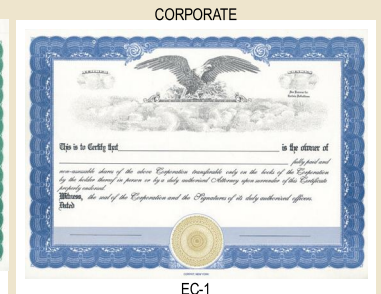 CORPORATE
This is to Certify that is the owner of
fully paid and
non-assessable shares of the above Corporation transferable only on the books of the Corporation
by the holder thereof in person or by a duly authorized Attorney upon surrender of this Certificate
properly endorsed.
Witness, the seal of the Corporation and the Signatures of its duly authorized officers.
Dated
EC-1